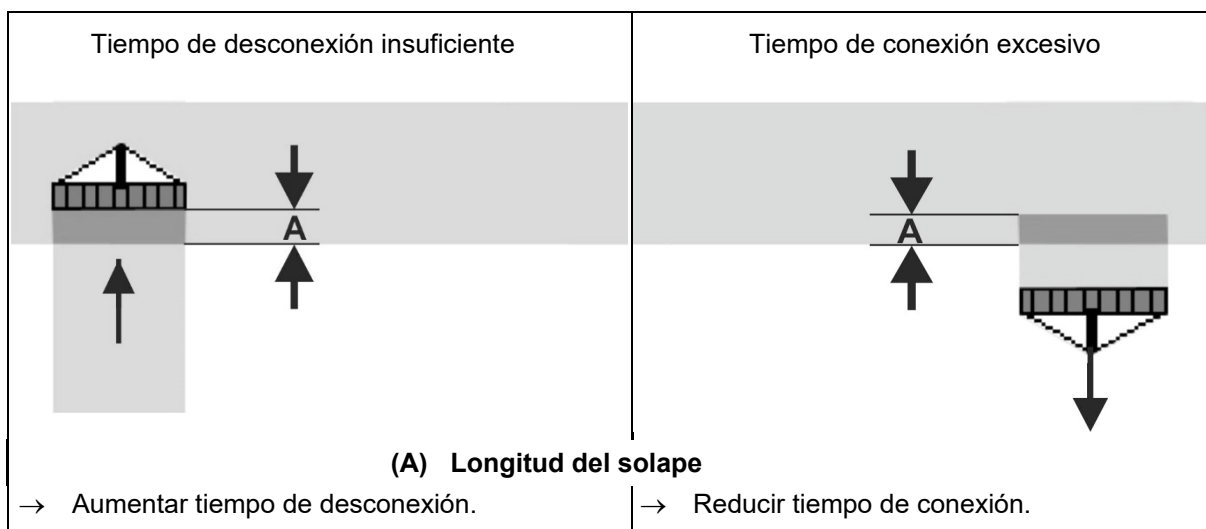 Tiempo de desconexión insuficiente
Tiempo de conexión excesivo
A
A
(A) Longitud del solape
→ Aumentar tiempo de desconexión.
→ Reducir tiempo de conexión.